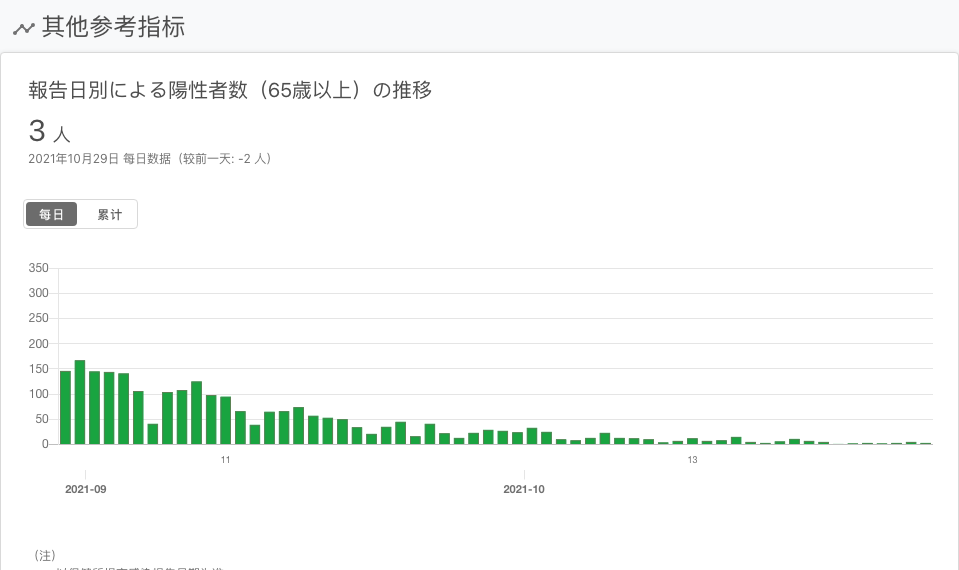 其他参考指标
報告日別による陽性者数（65歳以上）の推移
3 人
2021年10月29日 每日数据（较前一天: -2 人）
每日 累计
350
300
250
200
150
100
50
0
11 13
2021-09 2021-10
（注）